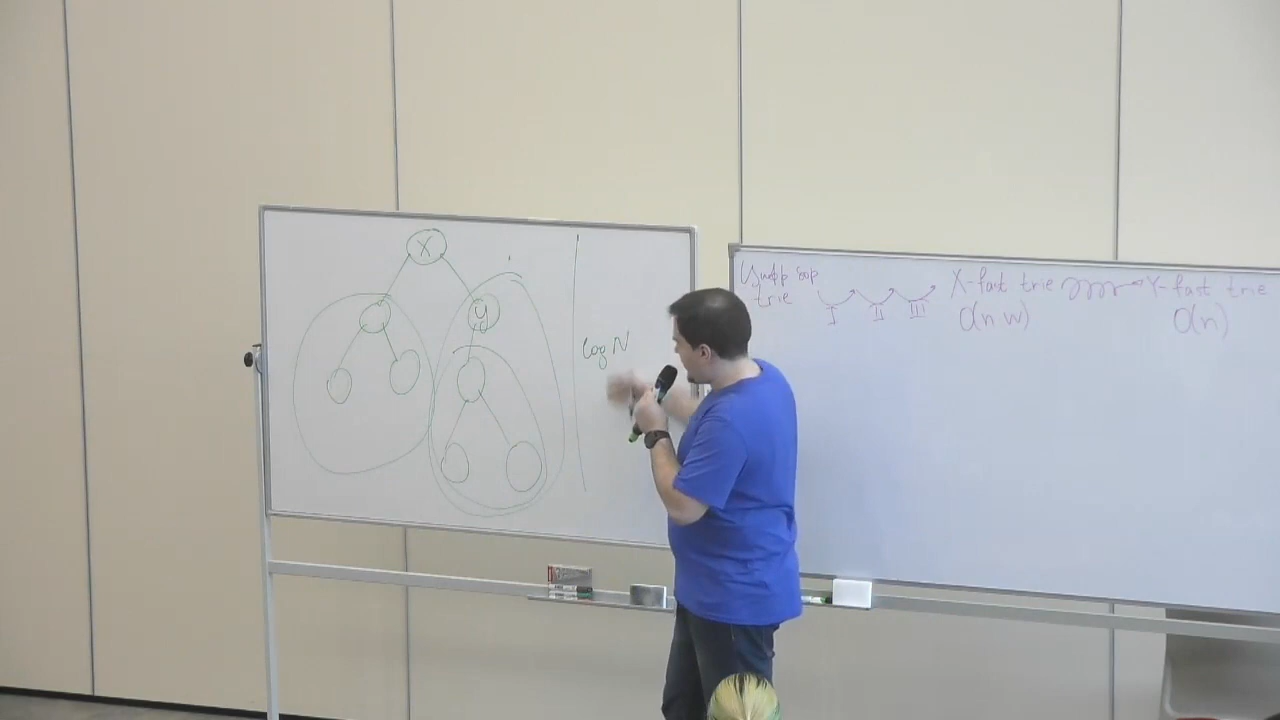 X
y
log N
trie
I II III
X-fast trie
O(n w)
Y-fast trie
O(n)